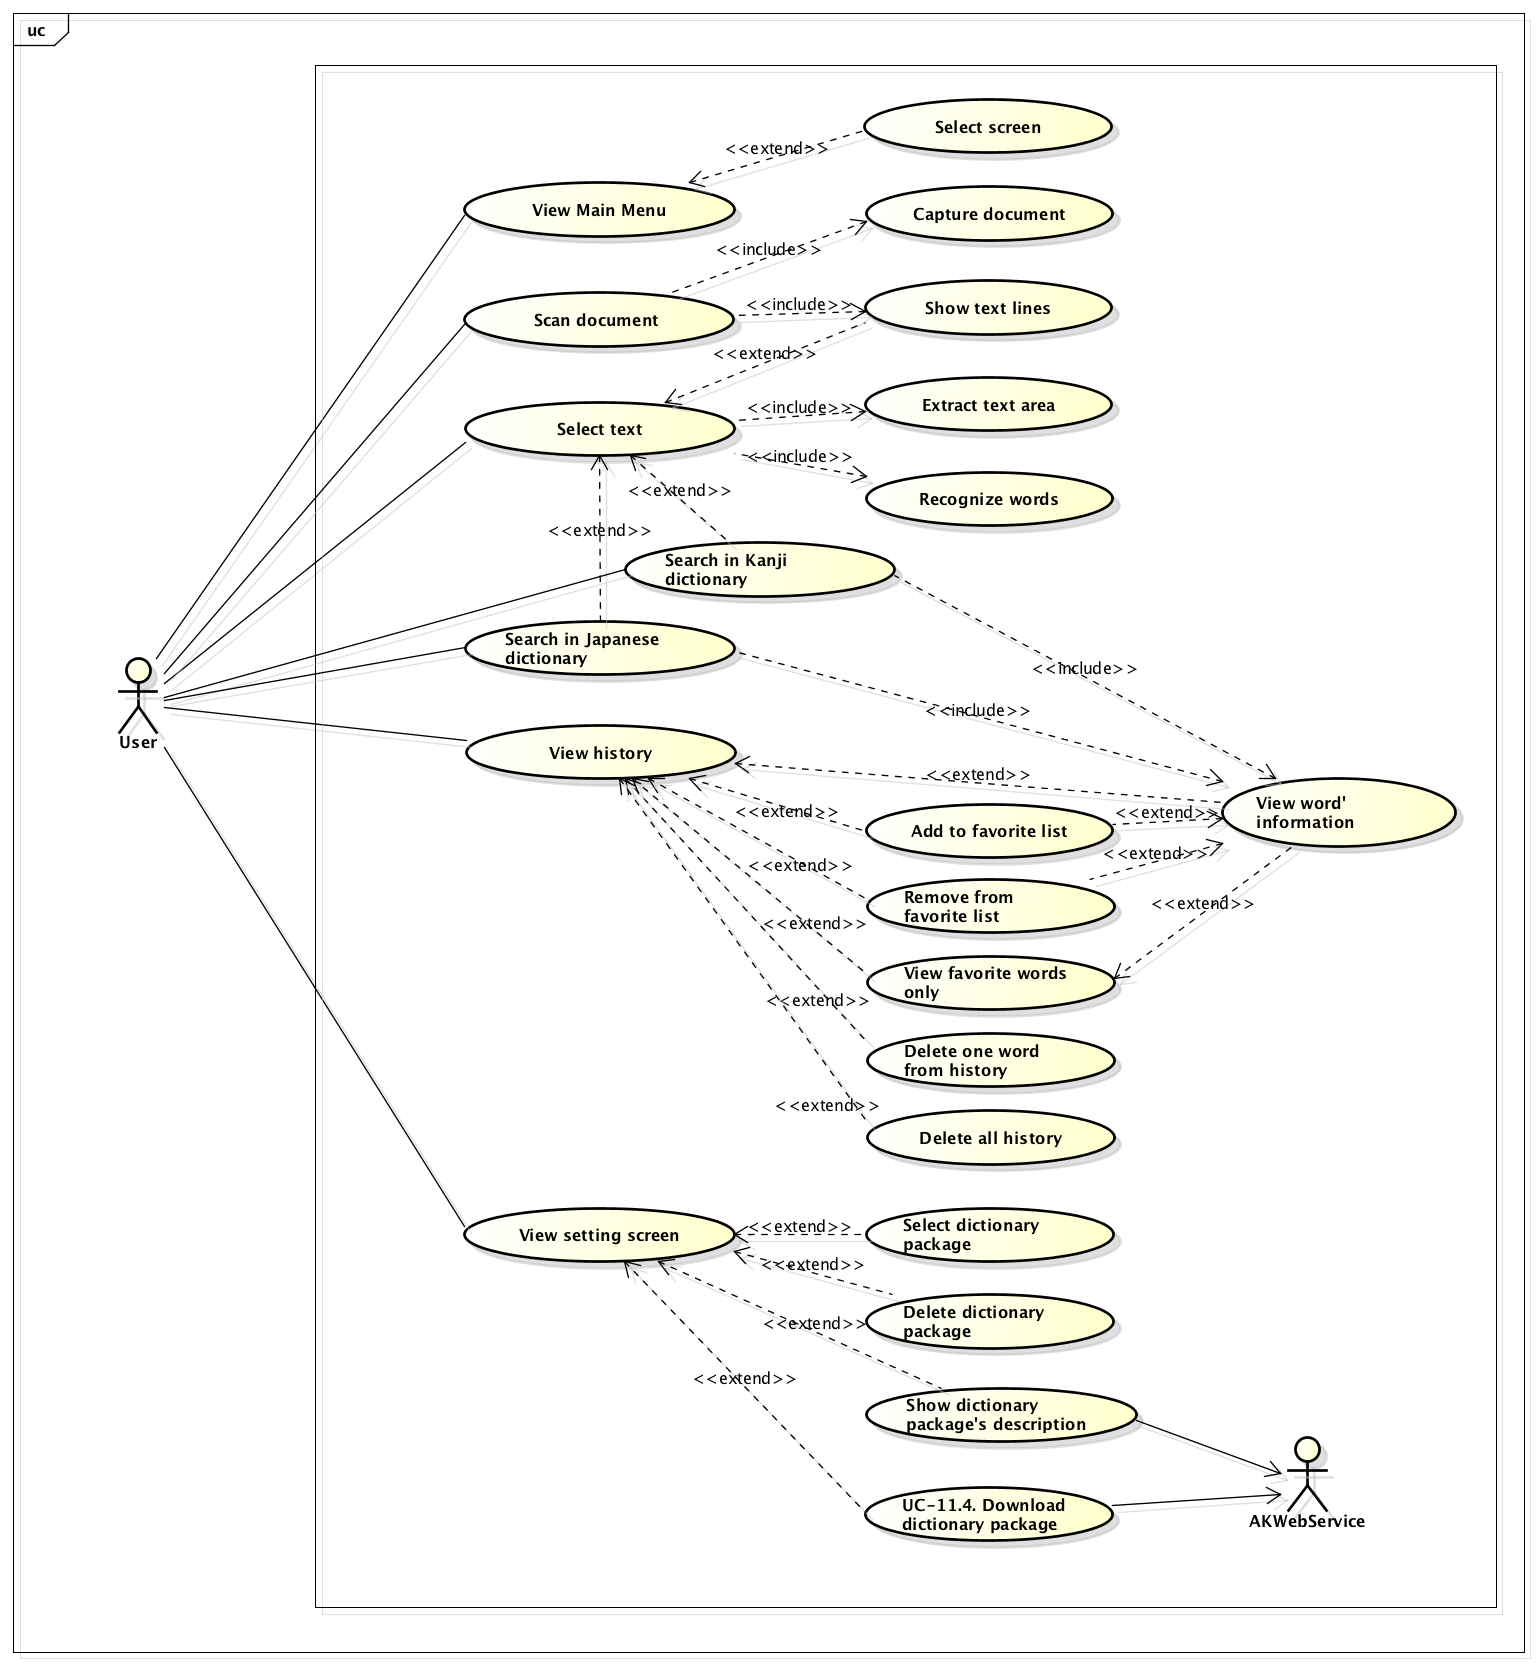 uc
Select screen
<<extend>>
View Main Menu
Capture document
<<include>>
Scan document
<<include>>
Show text lines
<<extend>>
Select text
<<include>>
Extract text area
<<include>>
Recognize words
<<extend>>
<<extend>>
Search in Kanji
dictionary
Search in Japanese
dictionary
<<include>>
<<include>>
User
View history
<<extend>>
View word'
information
<<extend>>
Add to favorite list
<<extend>>
<<extend>>
<<extend>>
Remove from
favorite list
<<extend>>
<<extend>>
View favorite words
only
<<extend>>
Delete one word
from history
<<extend>>
Delete all history
View setting screen
<<extend>>
Select dictionary
package
<<extend>>
Delete dictionary
package
<<extend>>
<<extend>>
Show dictionary
package's description
UC-11.4. Download
dictionary package
AKWebService